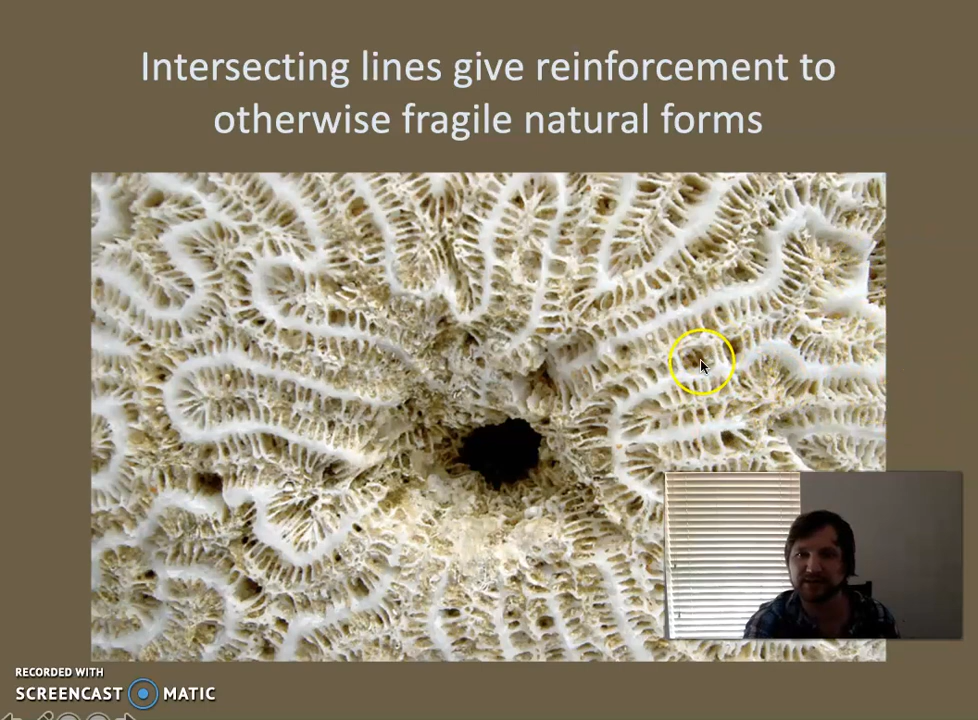 Intersecting lines give reinforcement to
otherwise fragile natural forms
RECORDED WITH
SCREENCAST MATIC